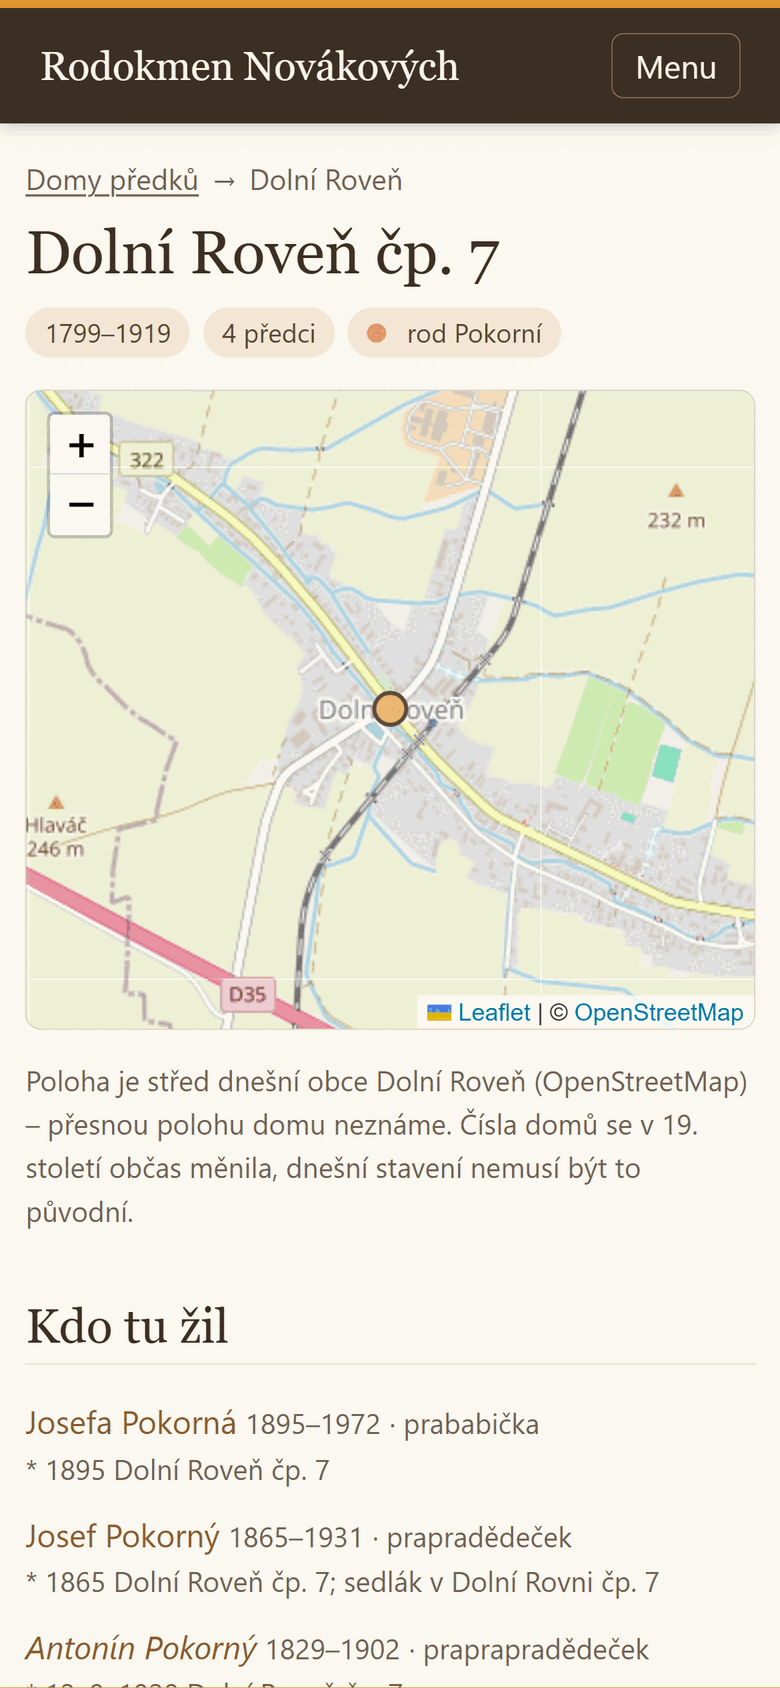 Rodokmen Novákových
Menu
Domy předků → Dolní Roveň
Dolní Roveň čp. 7
1799–1919
4 předci
rod Pokorní
+
−
322
232 m
Hlaváč
246 m
D35
Leaflet | © OpenStreetMap
Poloha je střed dnešní obce Dolní Roveň (OpenStreetMap)
– přesnou polohu domu neznáme. Čísla domů se v 19.
století občas měnila, dnešní stavení nemusí být to
původní.
Kdo tu žil
Josefa Pokorná 1895–1972 · prababička
* 1895 Dolní Roveň čp. 7
Josef Pokorný 1865–1931 · prapradědeček
* 1865 Dolní Roveň čp. 7; sedlák v Dolní Rovni čp. 7
Antonín Pokorný 1829–1902 · praprapradědeček